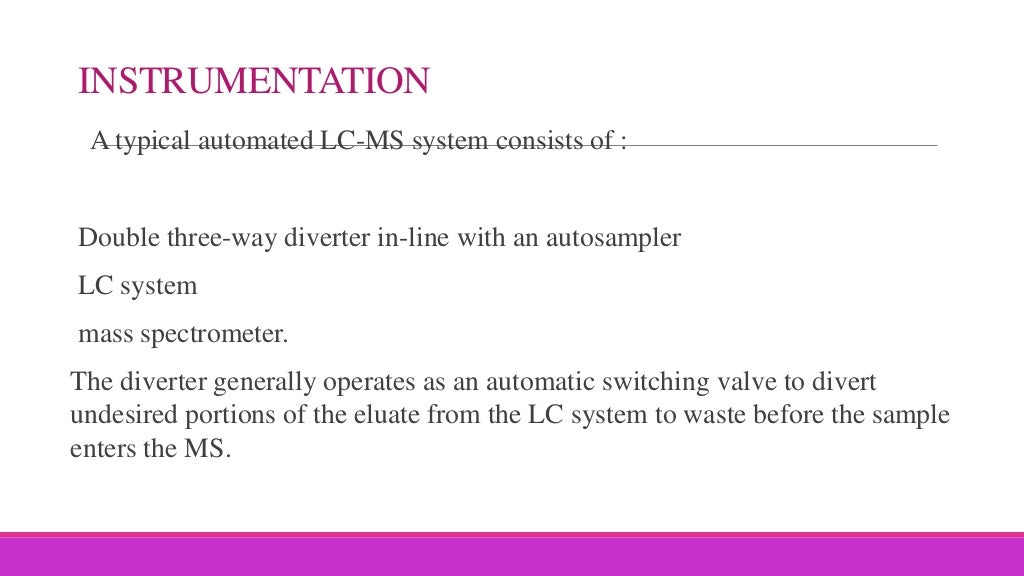 INSTRUMENTATION
A typical automated LC-MS system consists of :
Double three-way diverter in-line with an autosampler
LC system
mass spectrometer.
The diverter generally operates as an automatic switching valve to divert
undesired portions of the eluate from the LC system to waste before the sample
enters the MS.